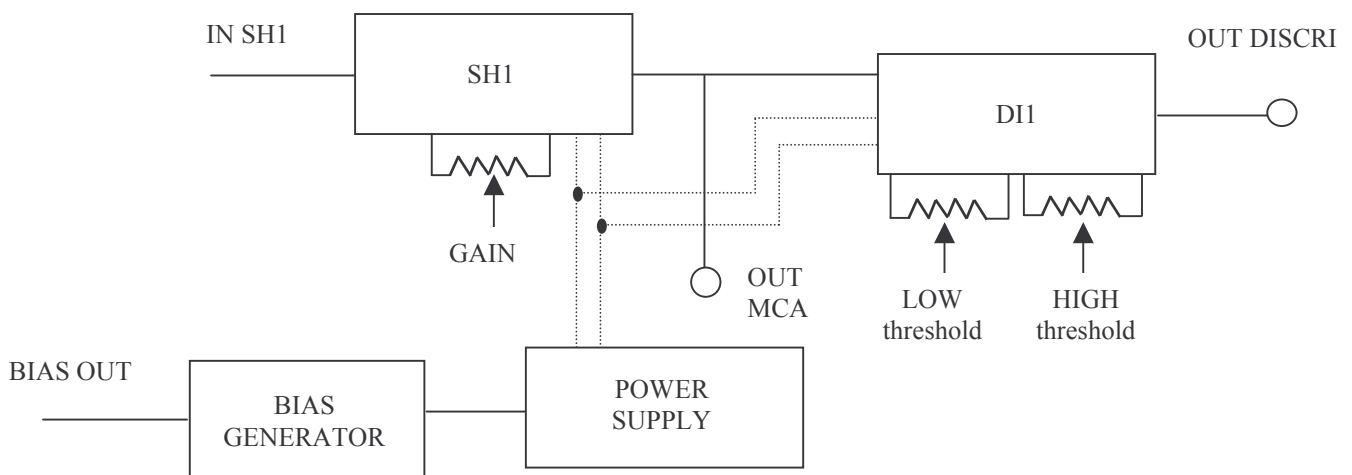 IN SH1
SH1
OUT DISCRI
DI1
GAIN
OUT
MCA
LOW
threshold
HIGH
threshold
BIAS OUT
BIAS
GENERATOR
POWER
SUPPLY